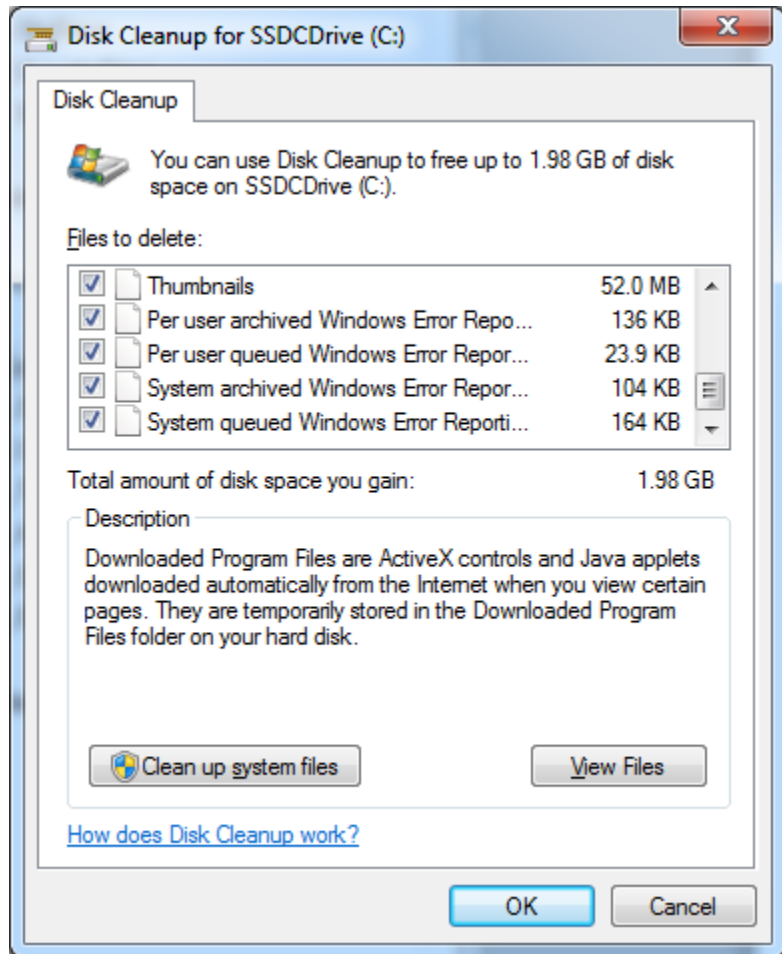 Disk Cleanup for SSDCDrive (C:)
Disk Cleanup
You can use Disk Cleanup to free up to 1.98 GB of disk
space on SSDCDrive (C:).
Files to delete:
Thumbnails 52.0 MB
Per user archived Windows Error Repo... 136 KB
Per user queued Windows Error Repor... 23.9 KB
System archived Windows Error Repor... 104 KB
System queued Windows Error Reporti... 164 KB
Total amount of disk space you gain: 1.98 GB
Description
Downloaded Program Files are ActiveX controls and Java applets
downloaded automatically from the Internet when you view certain
pages. They are temporarily stored in the Downloaded Program
Files folder on your hard disk.
Clean up system files View Files
How does Disk Cleanup work?
OK Cancel